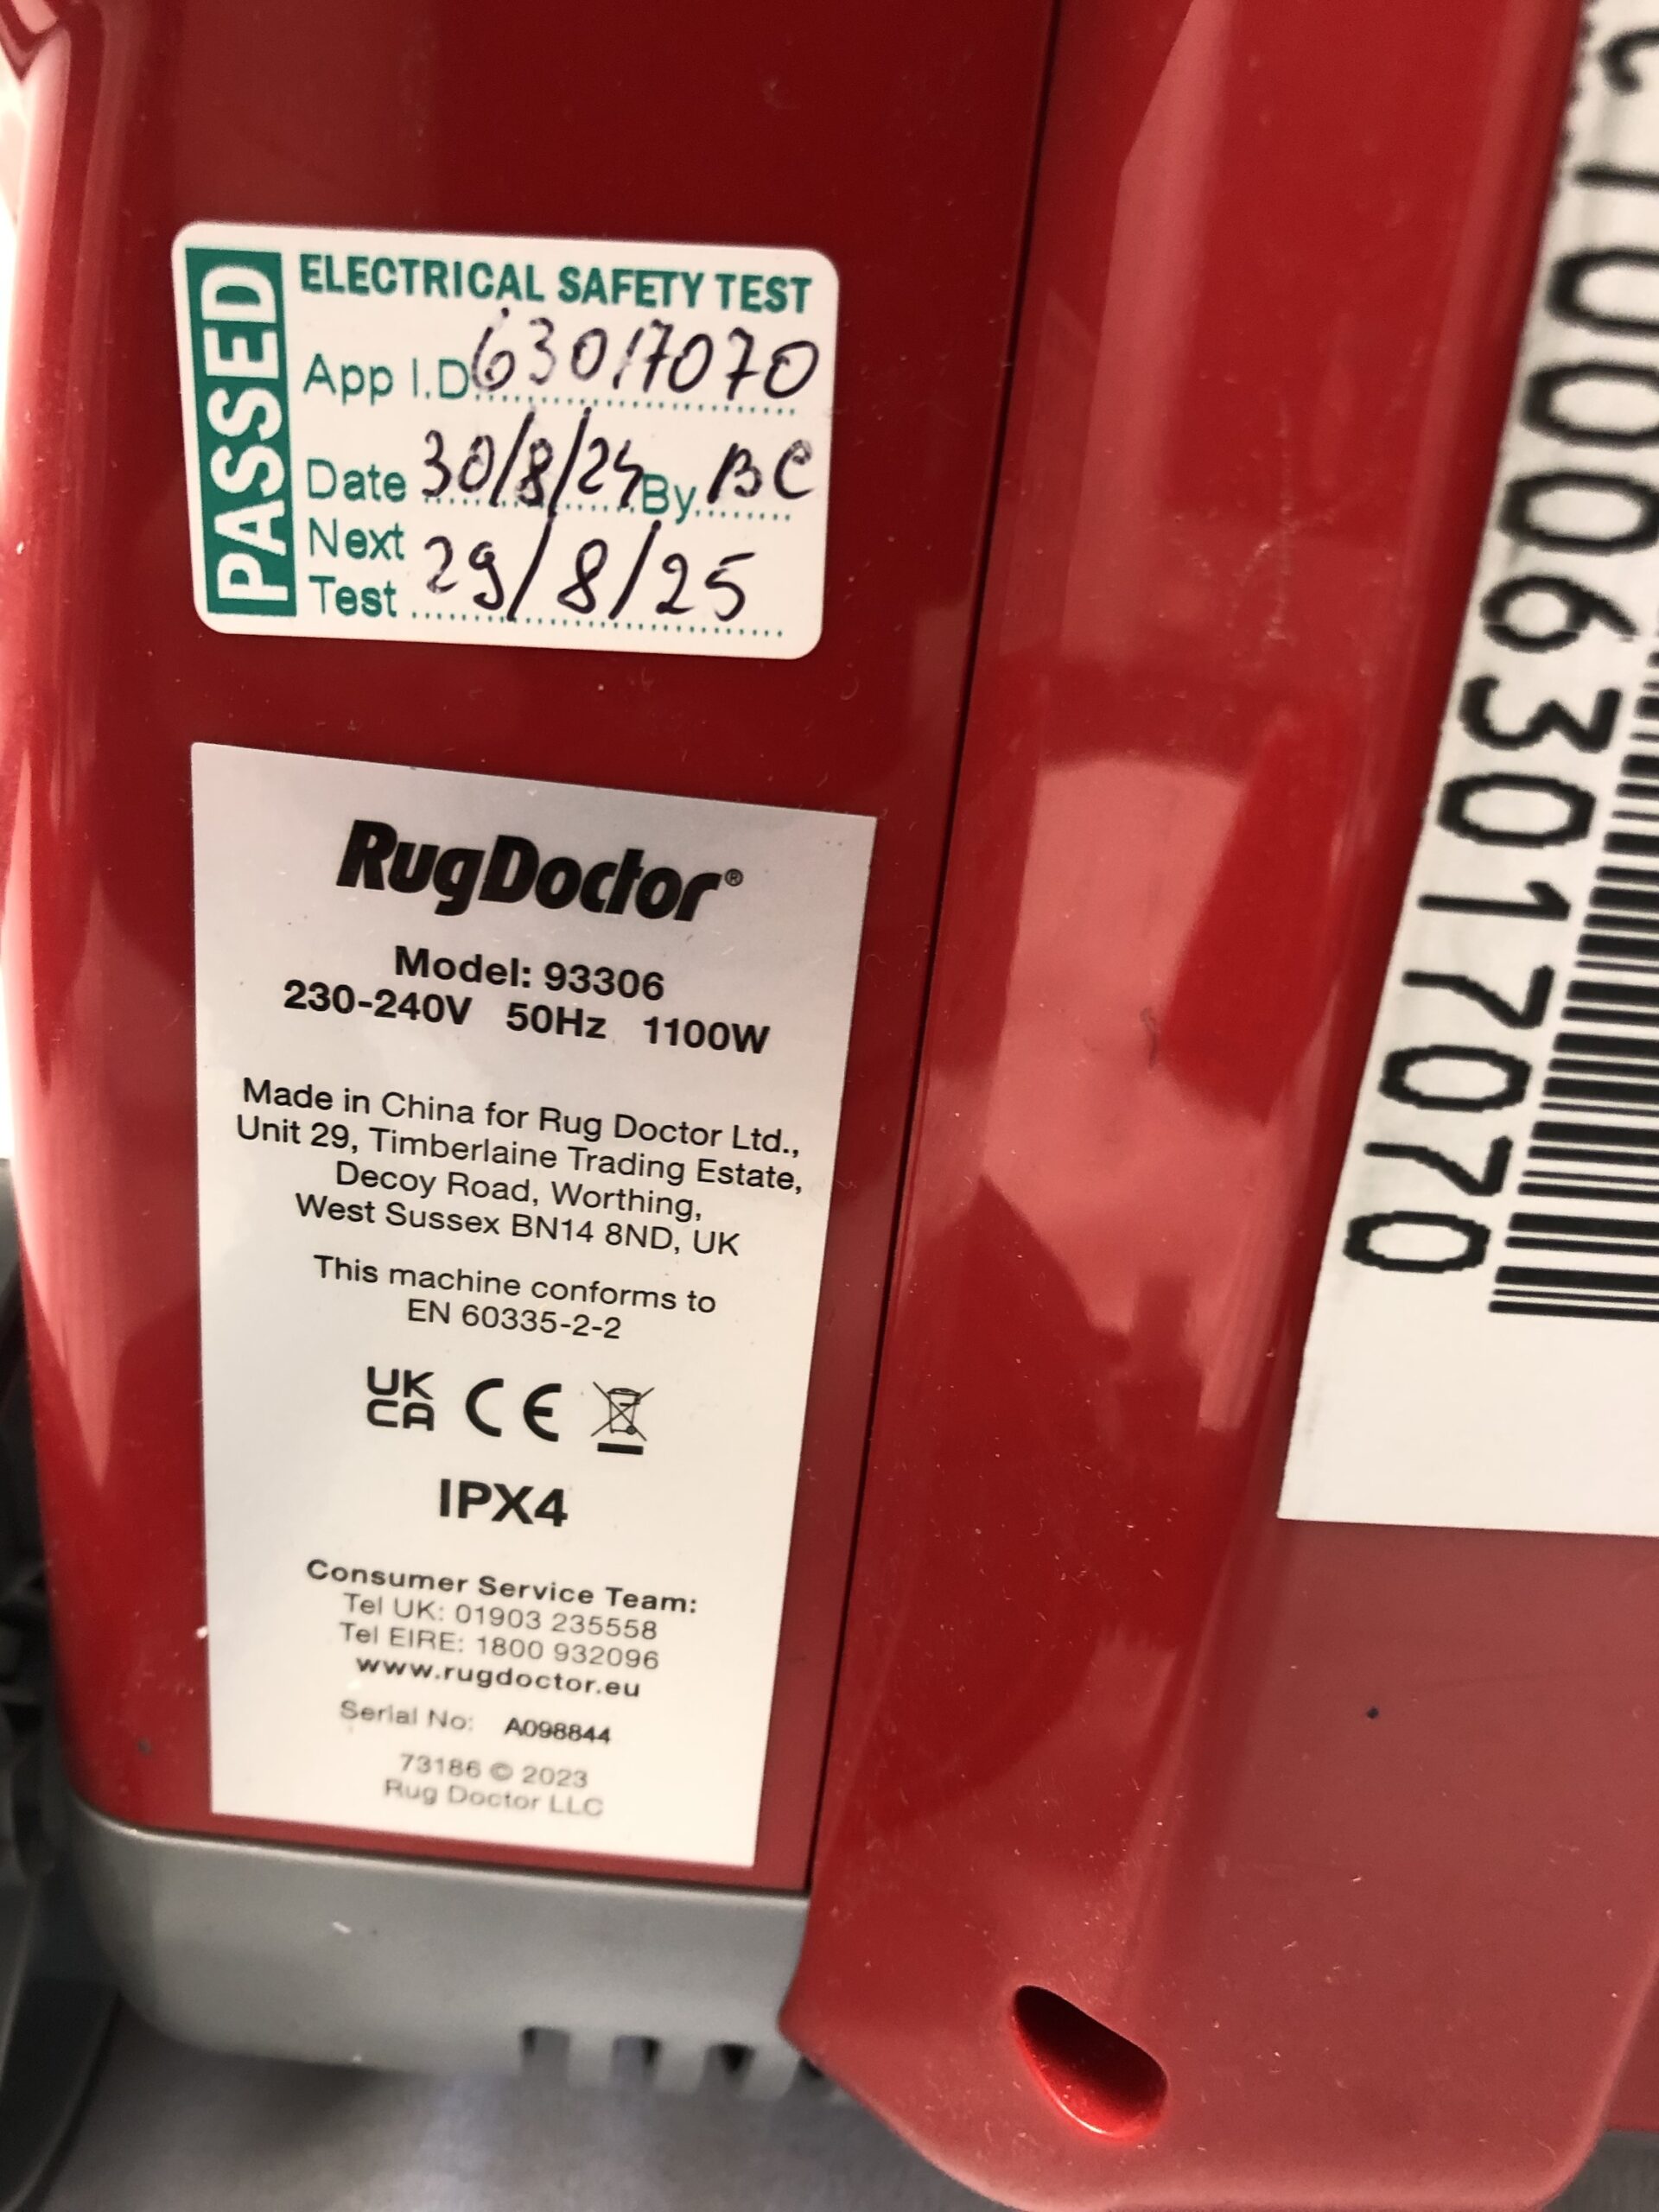 PASSED
ELECTRICAL SAFETY TEST
App I.D 63017070
Date 30/8/24 By BC
Next
Test 29/8/25
RugDoctor®
Model: 93306
230-240V 50Hz 1100W
Made in China for Rug Doctor Ltd.,
Unit 29, Timberlaine Trading Estate,
Decoy Road, Worthing,
West Sussex BN14 8ND, UK
This machine conforms to
EN 60335-2-2
UK
CA CE
IPX4
Consumer Service Team:
Tel UK: 01903 235558
Tel EIRE: 1800 932096
www.rugdoctor.eu
Serial No: A098844
73186 © 2023
Rug Doctor LLC
100063017070